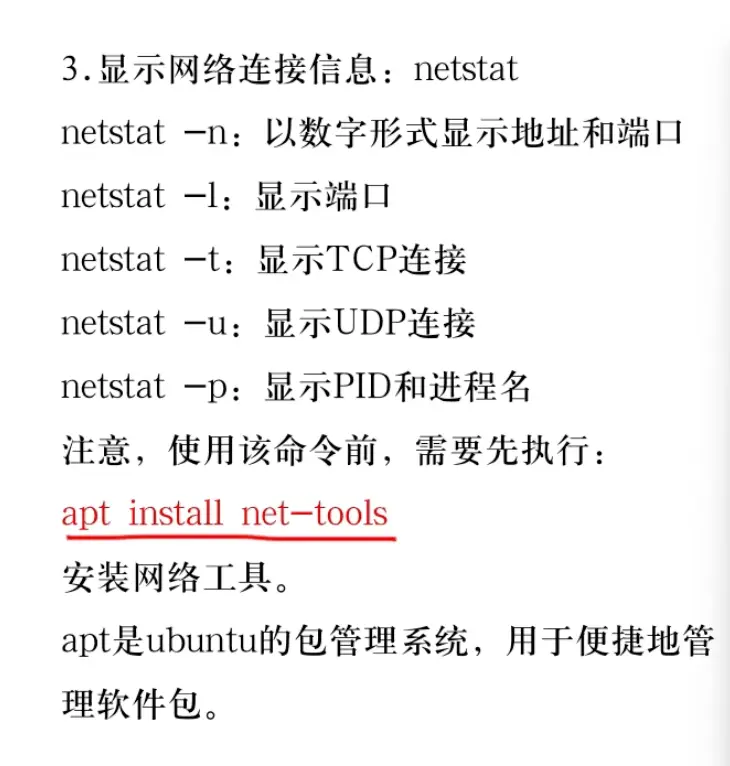 3.显示网络连接信息：netstat
netstat -n：以数字形式显示地址和端口
netstat -l：显示端口
netstat -t：显示TCP连接
netstat -u：显示UDP连接
netstat -p：显示PID和进程名
注意，使用该命令前，需要先执行：
apt install net-tools
安装网络工具。
apt是ubuntu的包管理系统，用于便捷地管
理软件包。